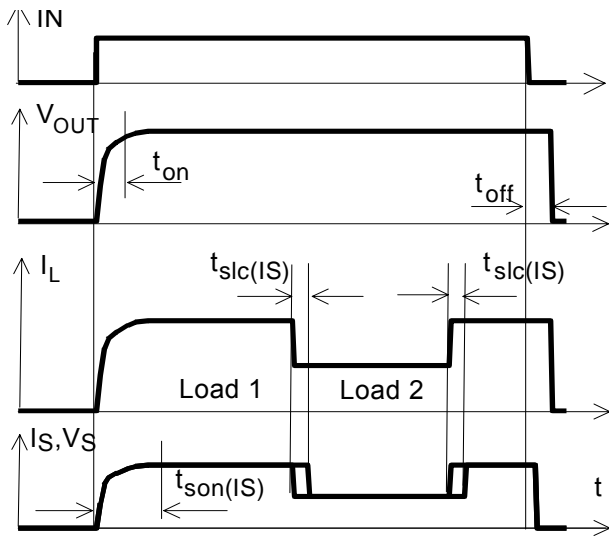 IN
VOUT
ton
toff
IL
tslc(IS) tslc(IS)
Load 1 Load 2
IS,VS
tson(IS)
t